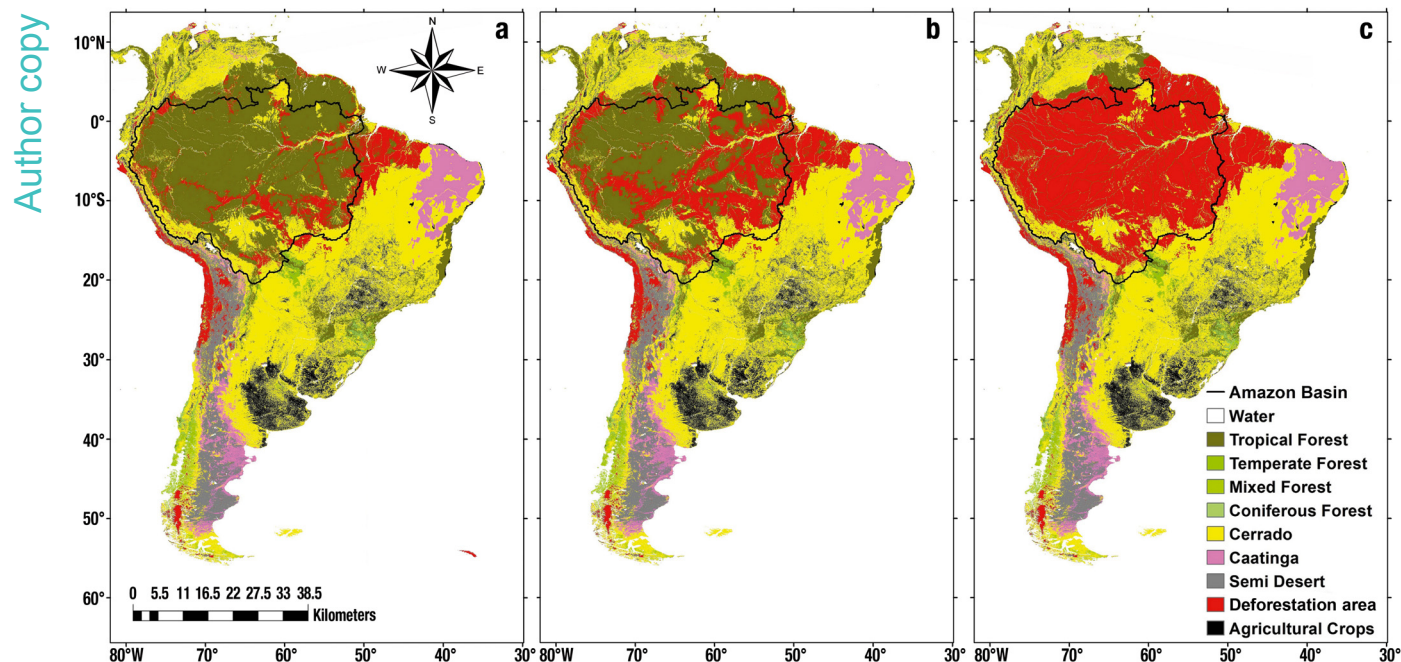 Author copy
a
b
c
N
W
E
S
10°N
0°
10°S
20°
30°
40°
50°
60°
0 5.5 11 16.5 22 27.5 33 38.5
Kilometers
Amazon Basin
Water
Tropical Forest
Temperate Forest
Mixed Forest
Coniferous Forest
Cerrado
Caatinga
Semi Desert
Deforestation area
Agricultural Crops
80°W 70° 60° 50° 40° 30°
80°W 70° 60° 50° 40° 30°
80°W 70° 60° 50° 40° 30°